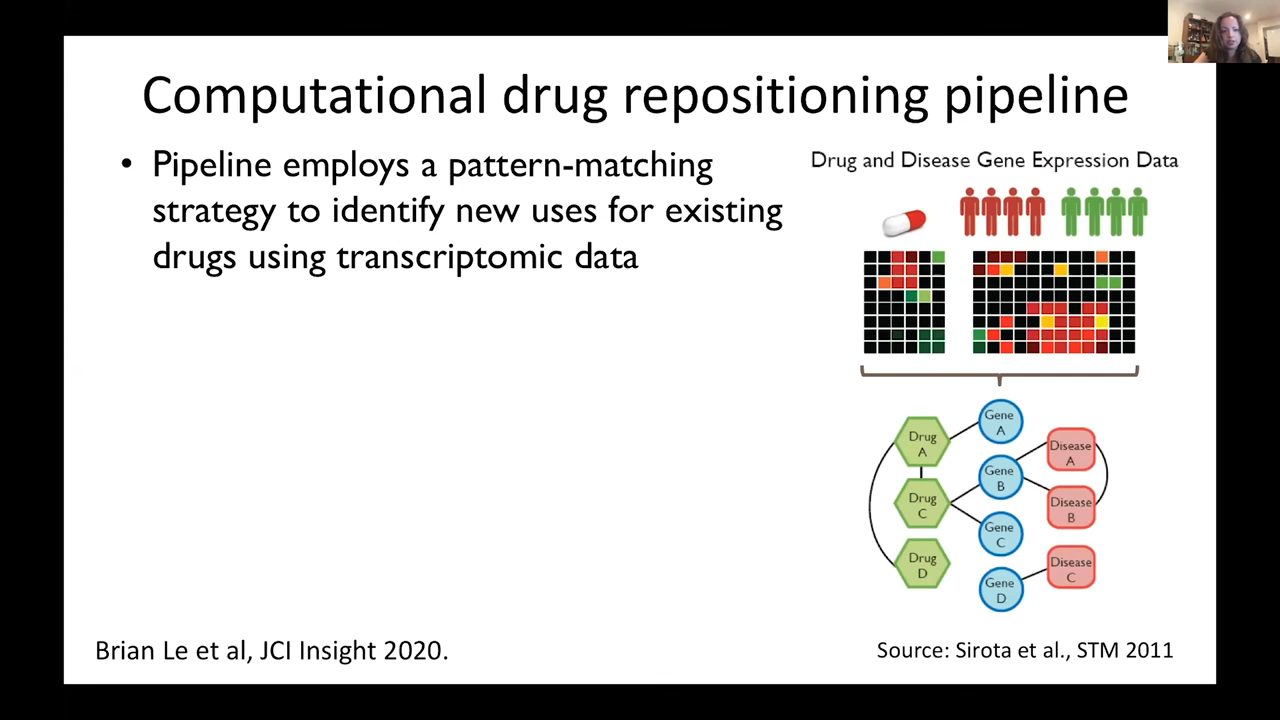 Computational drug repositioning pipeline
• Pipeline employs a pattern-matching
strategy to identify new uses for existing
drugs using transcriptomic data
Drug and Disease Gene Expression Data
Drug
A
Gene
A
Disease
A
Gene
B
Drug
C
Disease
B
Gene
C
Drug
D
Disease
C
Gene
D
Brian Le et al, JCI Insight 2020.
Source: Sirota et al., STM 2011